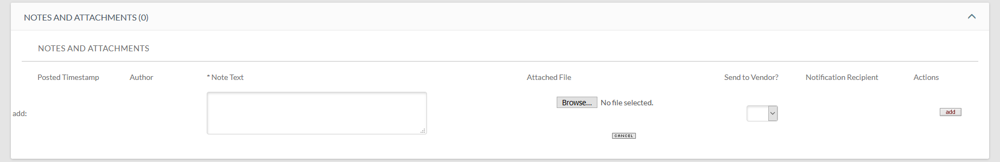 NOTES AND ATTACHMENTS (0)
NOTES AND ATTACHMENTS
Posted Timestamp Author * Note Text Attached File Send to Vendor? Notification Recipient Actions
add: Browse... No file selected. add
CANCEL